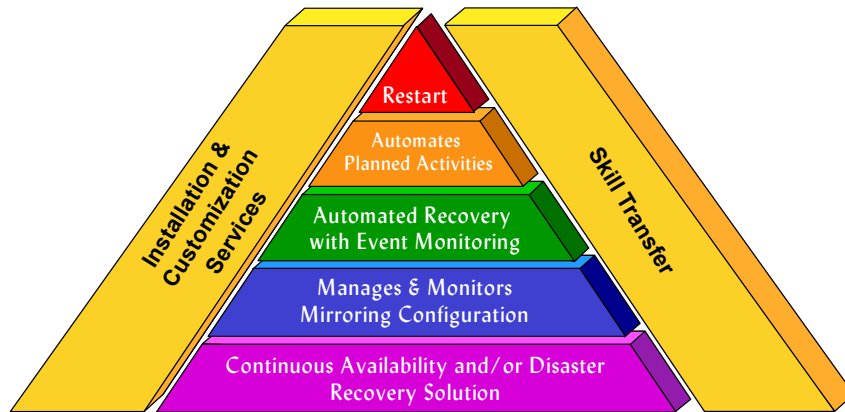 Installation &
Customization
Services
Restart
Automates
Planned Activities
Automated Recovery
with Event Monitoring
Manages & Monitors
Mirroring Configuration
Continuous Availability and/or Disaster
Recovery Solution
Skill Transfer